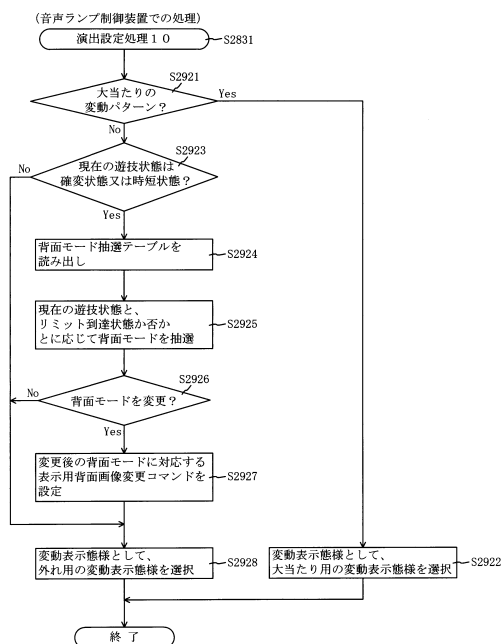 (音声ランプ制御装置での処理)
演出設定処理10
S2831
S2921
大当たりの
変動パターン?
Yes
No
S2923
現在の遊技状態は
確変状態又は時短状態?
No
Yes
背面モード抽選テーブルを
読み出し
S2924
現在の遊技状態と、
リミット到達状態か否か
とに応じて背面モードを抽選
S2925
S2926
背面モードを変更?
No
Yes
変更後の背面モードに対応する
表示用背面画像変更コマンドを
設定
S2927
変動表示態様として、
外れ用の変動表示態様を選択
S2928
変動表示態様として、
大当たり用の変動表示態様を選択
S2922
終了